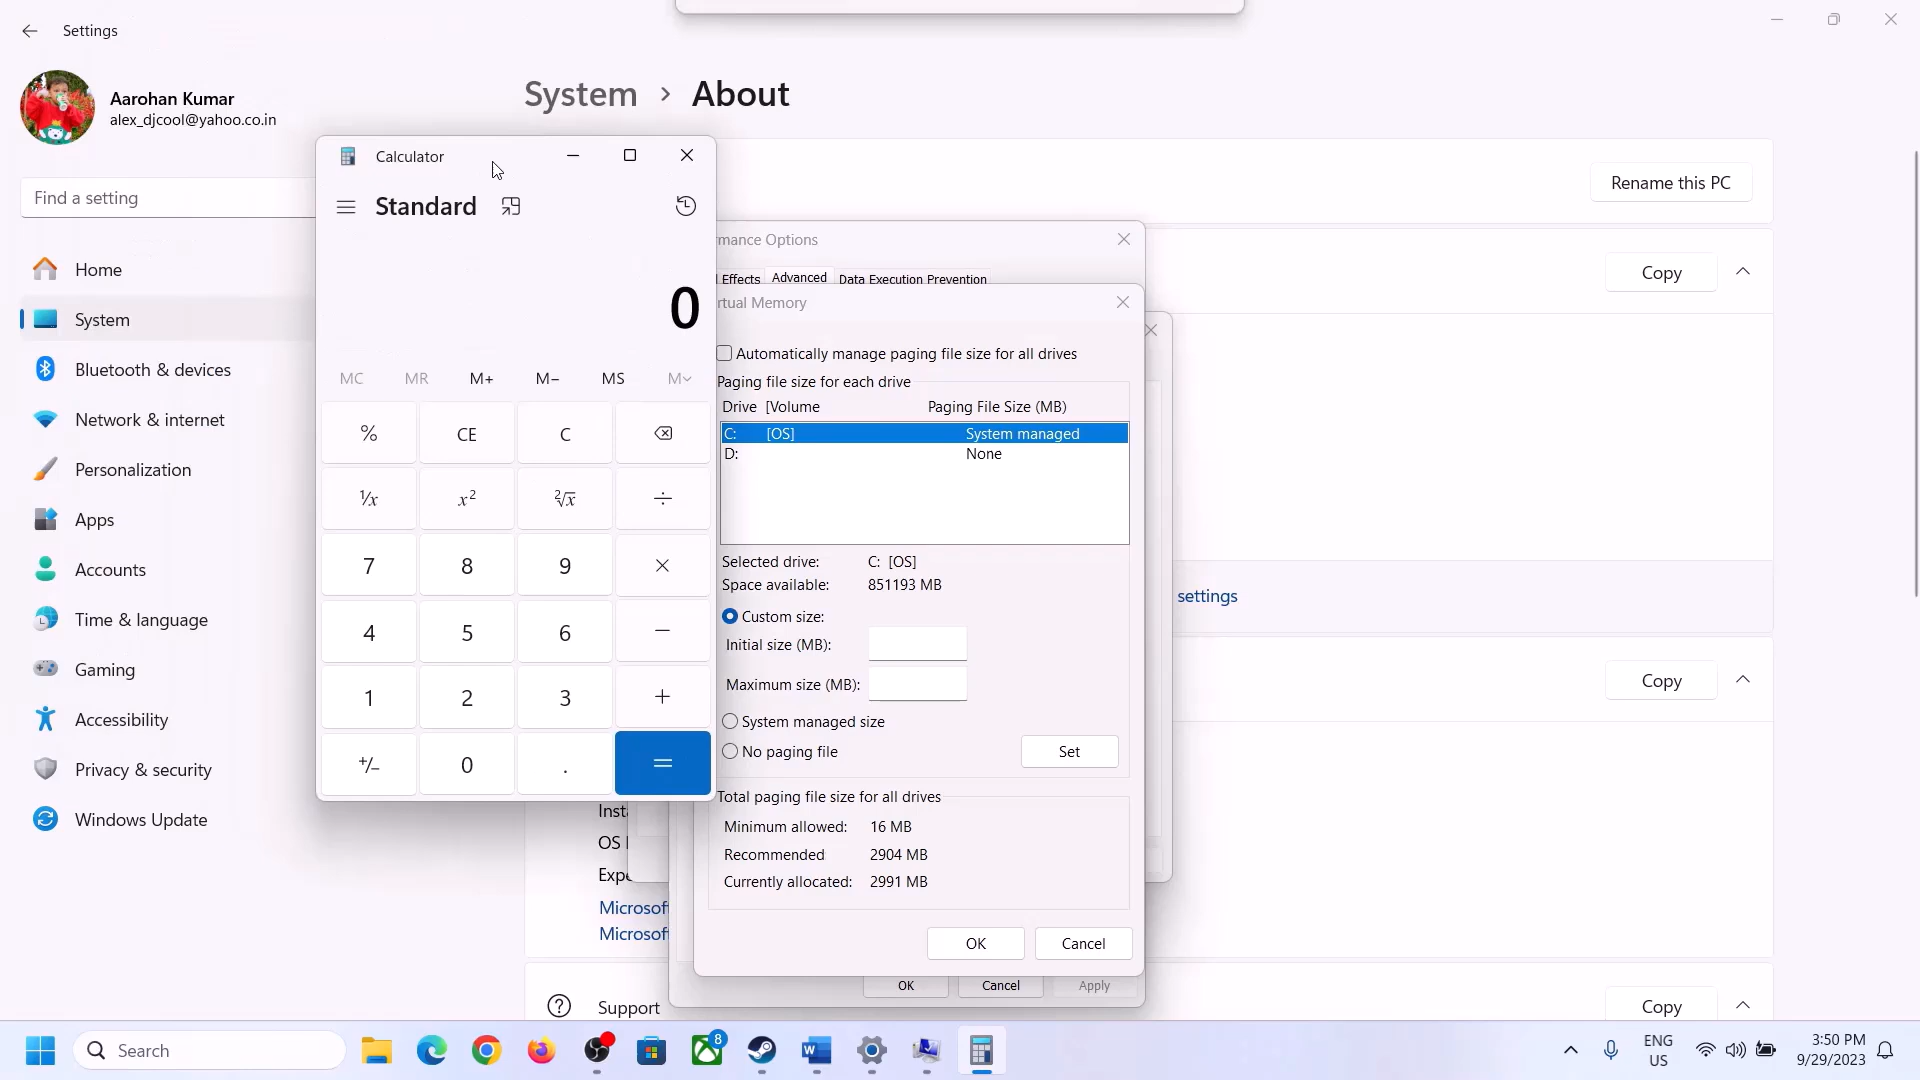 Settings
Aarohan Kumar
alex_djcool@yahoo.co.in
Find a setting
Home
System
Bluetooth & devices
Network & internet
Personalization
Apps
Accounts
Time & language
Gaming
Accessibility
Privacy & security
Windows Update
System > About
Rename this PC
Copy
settings
Copy
Insta
OS
Expe
Microsof
Microsof
Support
Copy
Calculator
Standard
0
MC MR M+ M- MS M
% CE C
1/x x2 2√x ÷
7 8 9 ×
4 5 6 −
1 2 3 +
+/− 0 . =
mance Options
Effects Advanced Data Execution Prevention
rtual Memory
Automatically manage paging file size for all drives
Paging file size for each drive
Drive [Volume Paging File Size (MB)
C: [OS] System managed
D: None
Selected drive: C: [OS]
Space available: 851193 MB
Custom size:
Initial size (MB):
Maximum size (MB):
System managed size
No paging file
Set
Total paging file size for all drives
Minimum allowed: 16 MB
Recommended 2904 MB
Currently allocated: 2991 MB
OK Cancel
OK Cancel Apply
Search
8
ENG
US
3:50 PM
9/29/2023